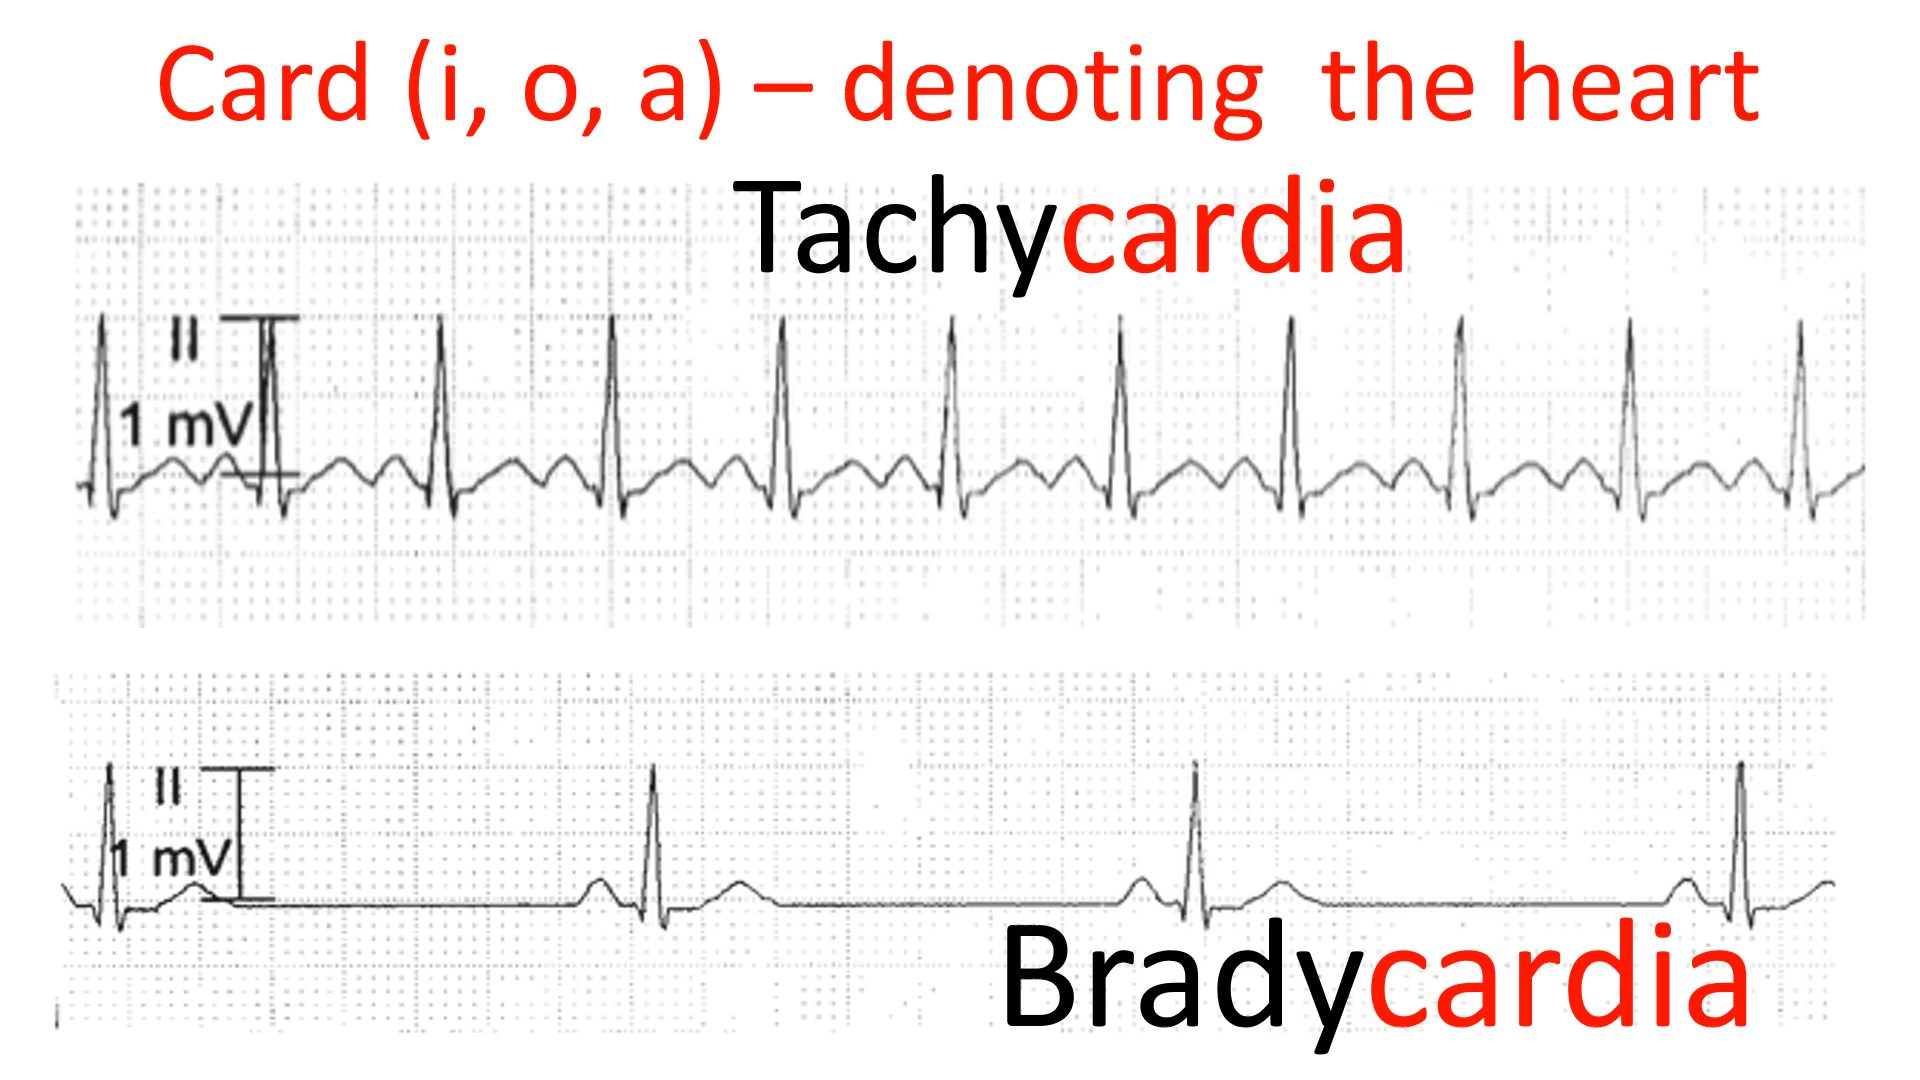 Card (i, o, a) – denoting  the heart
Tachycardia
II
1 mV
II
1 mV
Bradycardia